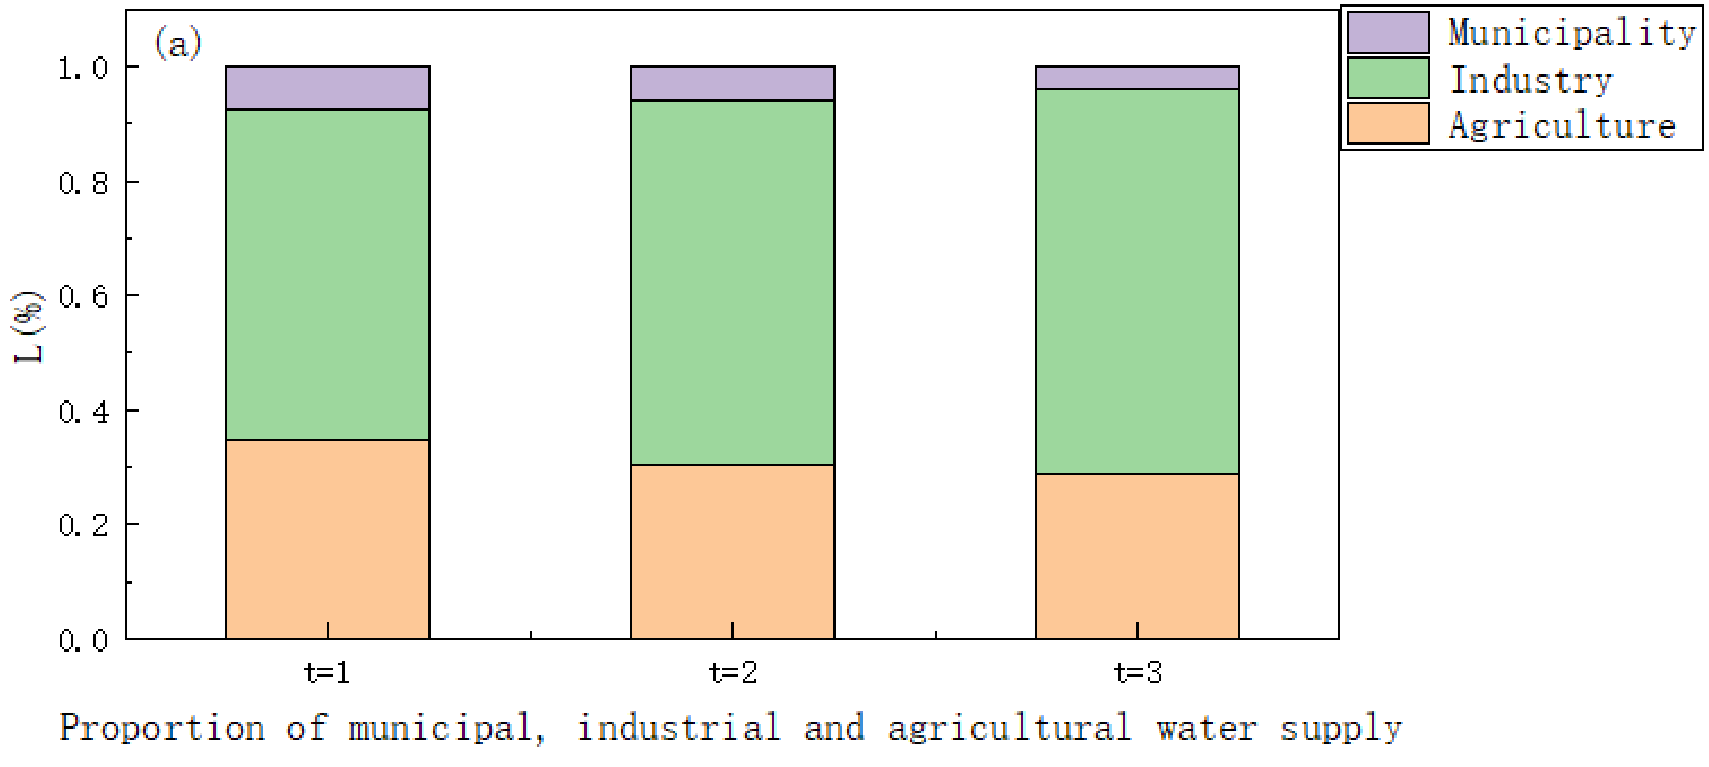 (a)
Municipality
Industry
Agriculture
1.0
0.8
0.6
0.4
0.2
0.0
L(%)
t=1
t=2
t=3
Proportion of municipal, industrial and agricultural water supply